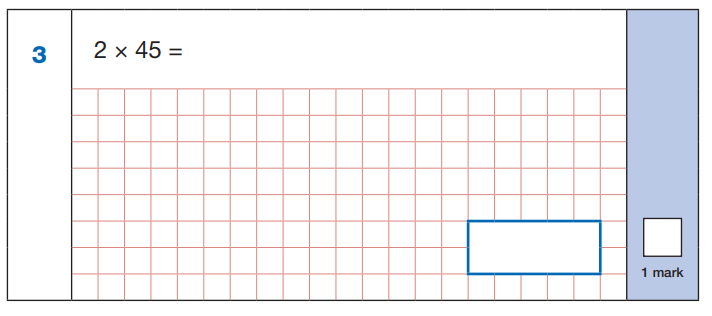 3
2 × 45 =
1 mark